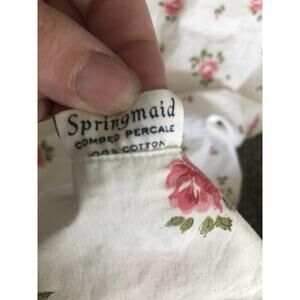 Springmaid
COMBED PERCALE
100% COTTON